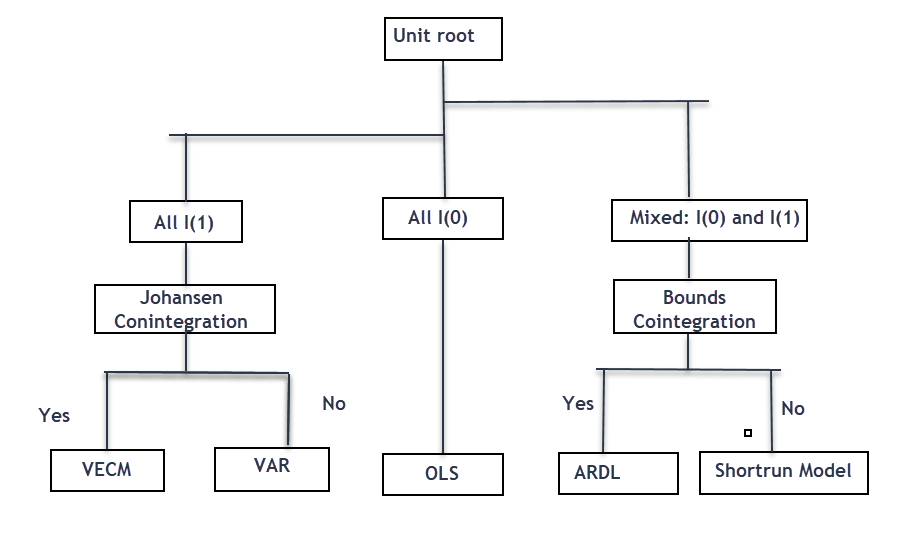 Unit root
All I(1)
All I(0)
Mixed: I(0) and I(1)
Johansen
Conintegration
Bounds
Cointegration
Yes
No
Yes
No
VECM
VAR
OLS
ARDL
Shortrun Model